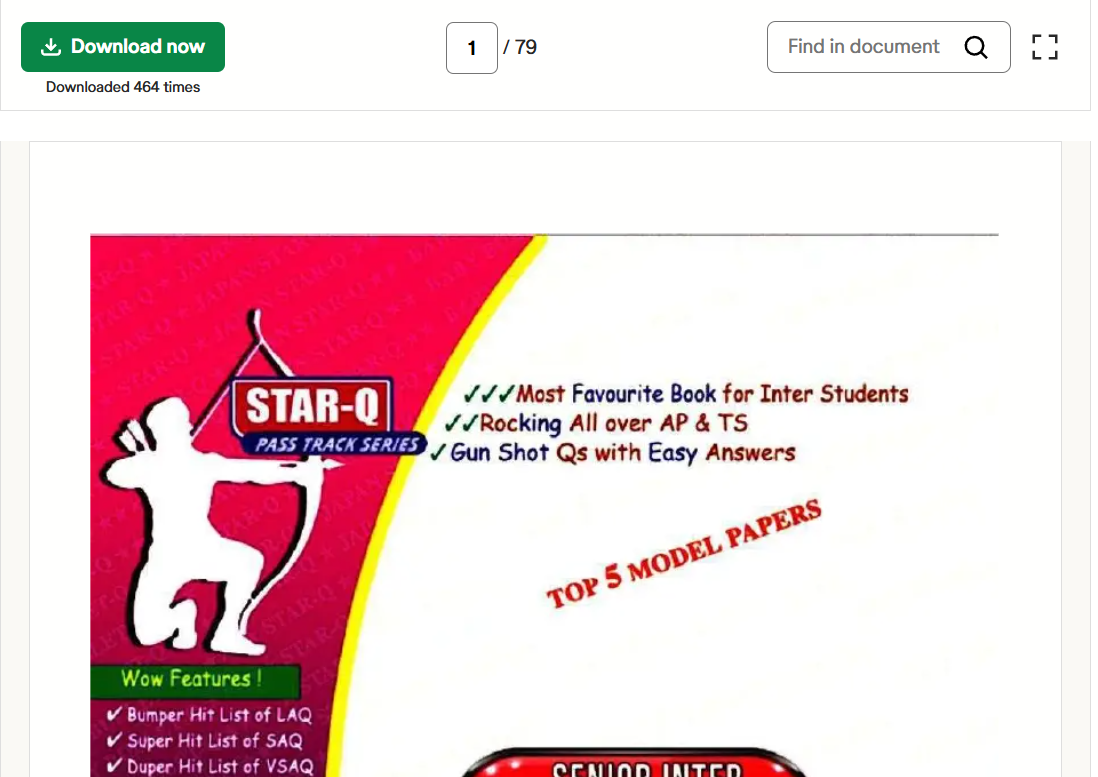 Download now
Downloaded 464 times
1 / 79
Find in document
STAR-Q
PASS TRACK SERIES
✓✓✓Most Favourite Book for Inter Students
✓✓Rocking All over AP & TS
✓Gun Shot Qs with Easy Answers
TOP 5 MODEL PAPERS
Wow Features !
✓ Bumper Hit List of LAQ
✓ Super Hit List of SAQ
✓ Duper Hit List of VSAQ
SENIOR INTER